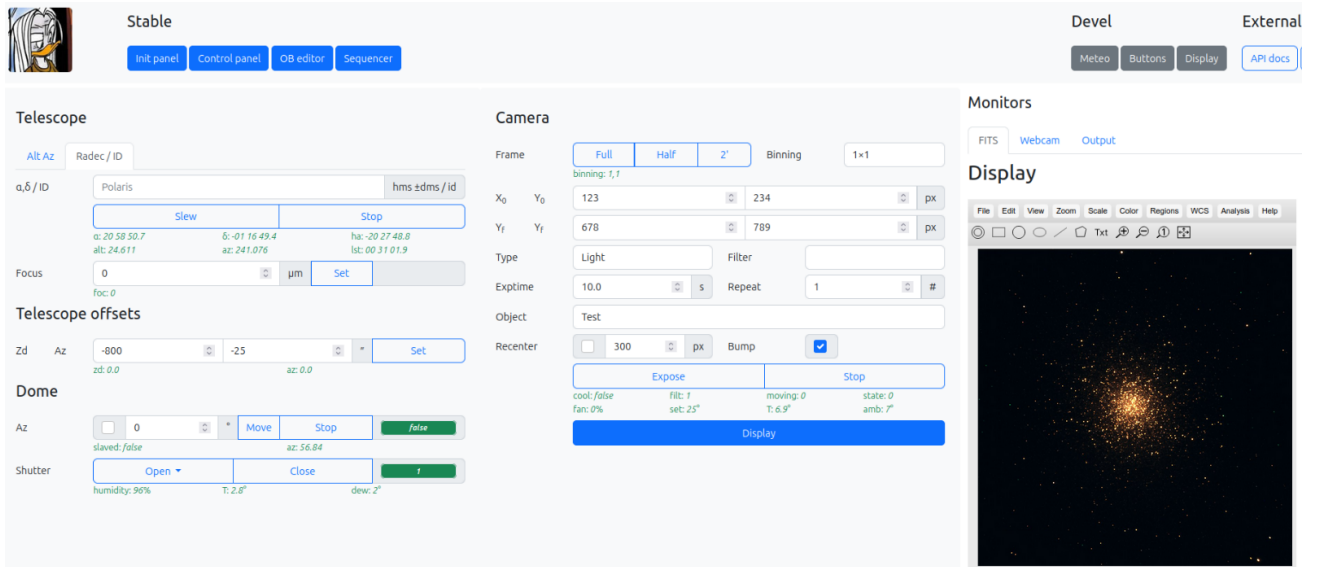 Stable
Devel
External
Init panel Control panel OB editor Sequencer
Meteo Buttons Display
API docs
Telescope
Alt Az Radec / ID
α,δ / ID Polaris hms ±dms / id
Slew Stop
α: 20 58 50.7 δ: -01 16 49.4 ha: -20 27 48.8
alt: 24.611 az: 241.076 lst: 00 31 01.9
Focus 0 μm Set
foc: 0
Telescope offsets
Zd Az -800 -25 " Set
zd: 0.0 az: 0.0
Dome
Az 0 ° Move Stop false
slaved: false az: 56.84
Shutter Open Close 1
humidity: 96% T: 2.8° dew: 2°
Camera
Frame Full Half 2' Binning 1×1
binning: 1,1
X0 Y0 123 234 px
Yf Yf 678 789 px
Type Light Filter
Exptime 10.0 s Repeat 1 #
Object Test
Recenter 300 px Bump
Expose Stop
cool: false filt: 1 moving: 0 state: 0
fan: 0% set: 25° T: 6.9° amb: 7°
Display
Monitors
FITS Webcam Output
Display
File Edit View Zoom Scale Color Regions WCS Analysis Help
Txt 1